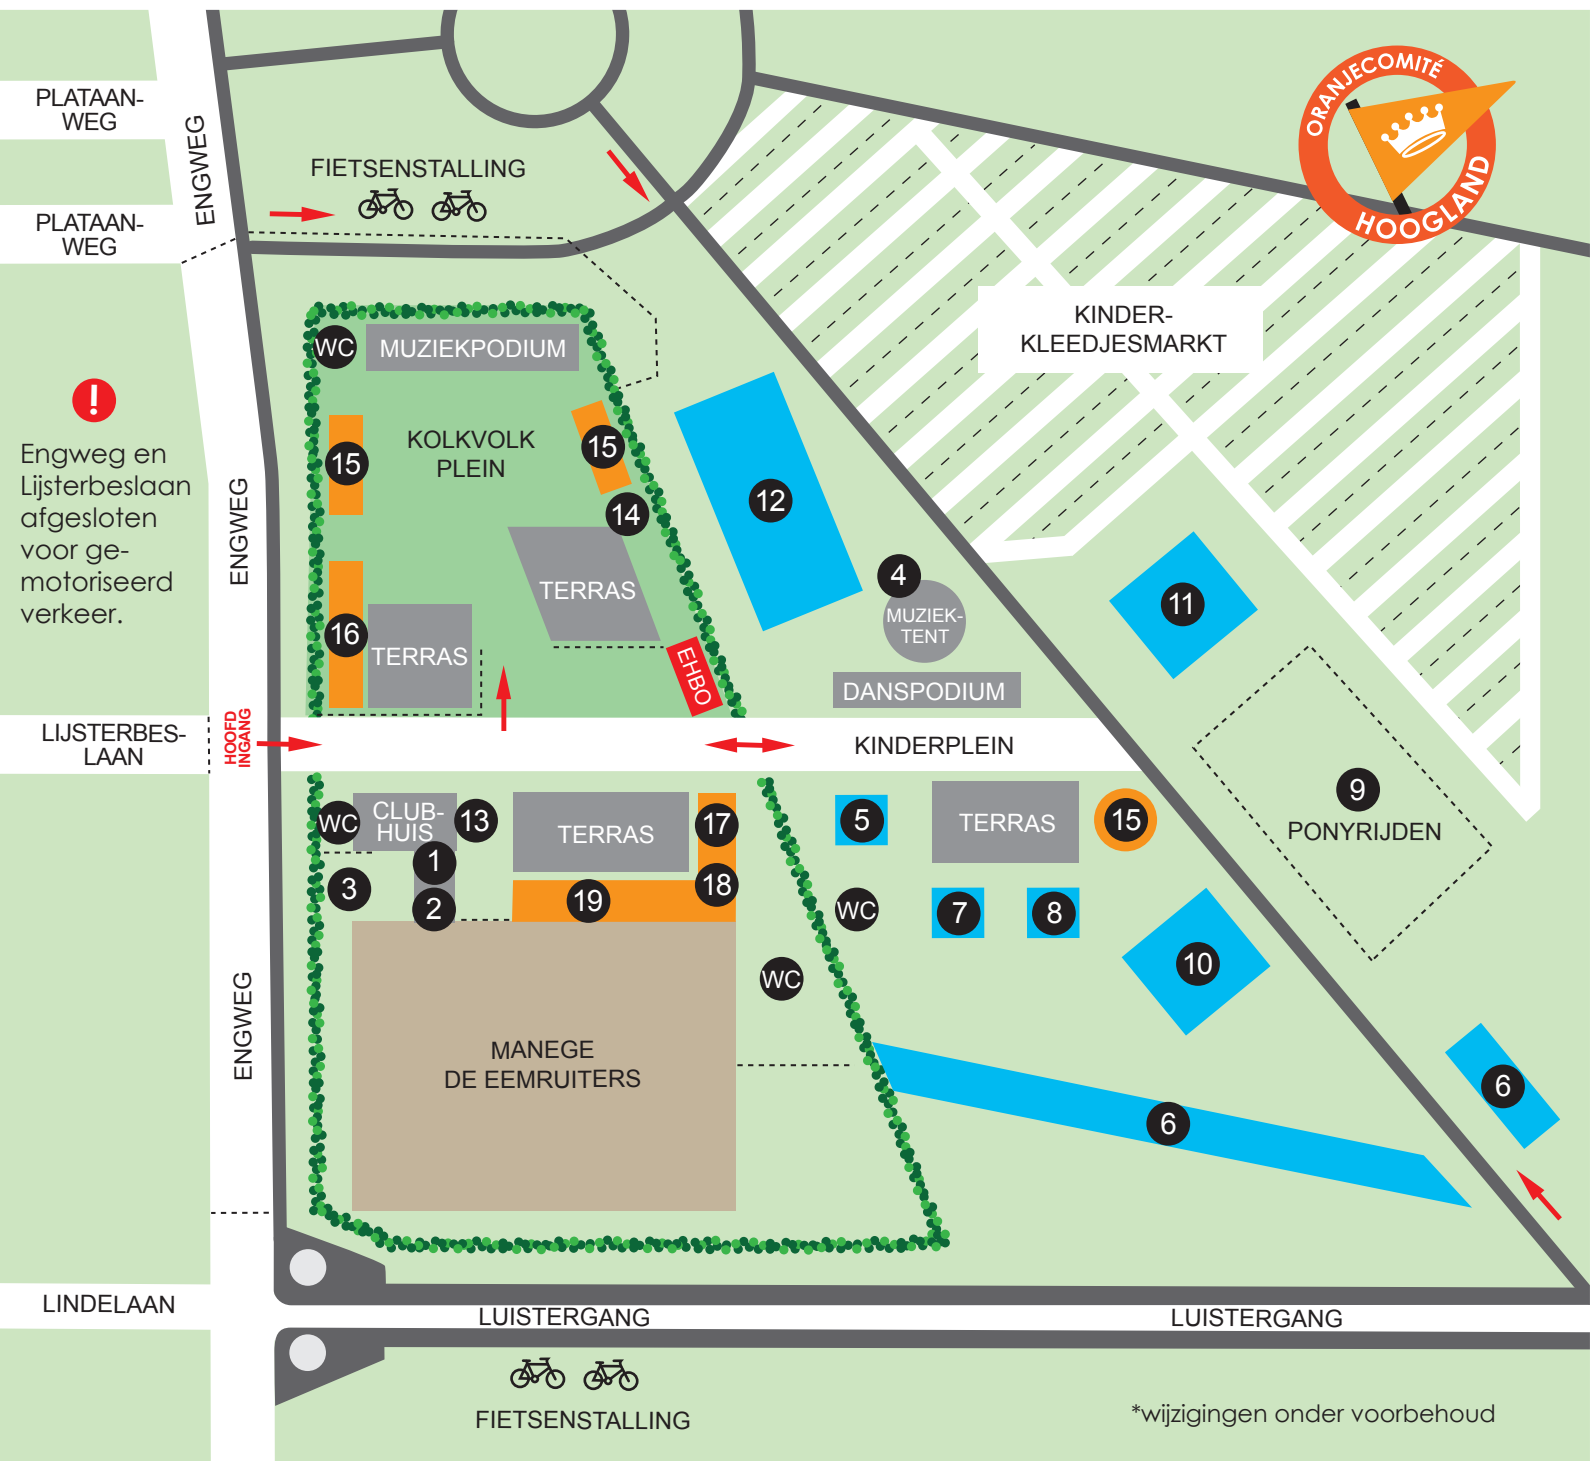 PLATAAN-
WEG
ENGWEG
PLATAAN-
WEG
FIETSENSTALLING
ORANJECOMITÉ
HOOGLAND
KINDER-
KLEEDJESMARKT
WC
MUZIEKPODIUM
!
Engweg en
Lijsterbeslaan
afgesloten
voor ge-
motoriseerd
verkeer.
ENGWEG
KOLKVOLK
PLEIN
15
15
14
12
TERRAS
16
TERRAS
EHBO
4
MUZIEK-
TENT
DANSPODIUM
11
LIJSTERBES-
LAAN
HOOFD
INGANG
KINDERPLEIN
9
PONYRIJDEN
WC
CLUB-
HUIS
13
TERRAS
17
5
TERRAS
15
1
3
2
19
18
WC
7
8
WC
10
ENGWEG
MANEGE
DE EEMRUITERS
6
6
LINDELAAN
LUISTERGANG
LUISTERGANG
FIETSENSTALLING
*wijzigingen onder voorbehoud